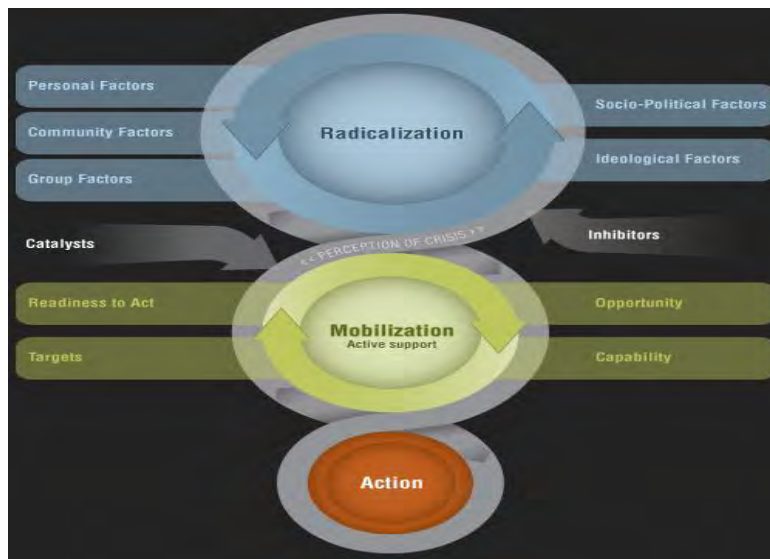 Personal Factors
Community Factors
Group Factors
Radicalization
Socio-Political Factors
Ideological Factors
Catalysts
<< PERCEPTION OF CRISIS >>
Inhibitors
Readiness to Act
Targets
Mobilization
Active support
Opportunity
Capability
Action